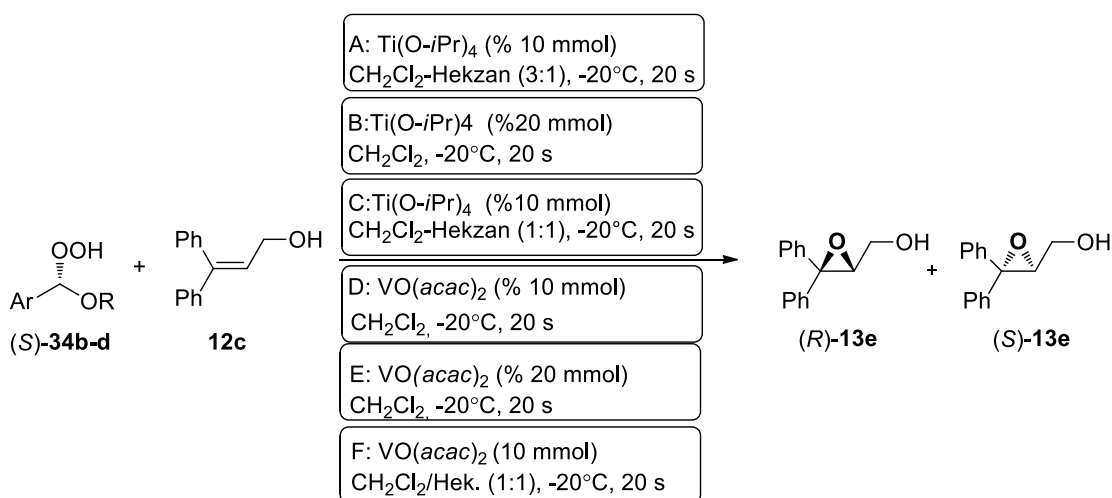 A: Ti(O-iPr)4 (% 10 mmol)
CH2Cl2-Hekzan (3:1), -20°C, 20 s
B:Ti(O-iPr)4 (%20 mmol)
CH2Cl2, -20°C, 20 s
C:Ti(O-iPr)4 (%10 mmol)
CH2Cl2-Hekzan (1:1), -20°C, 20 s
OOH
Ar
OR
+
Ph
Ph
OH
Ph
Ph
O
OH
+
Ph
Ph
O
OH
D: VO(acac)2 (% 10 mmol)
CH2Cl2, -20°C, 20 s
(S)-34b-d
12c
(R)-13e
(S)-13e
E: VO(acac)2 (% 20 mmol)
CH2Cl2, -20°C, 20 s
F: VO(acac)2 (10 mmol)
CH2Cl2/Hek. (1:1), -20°C, 20 s